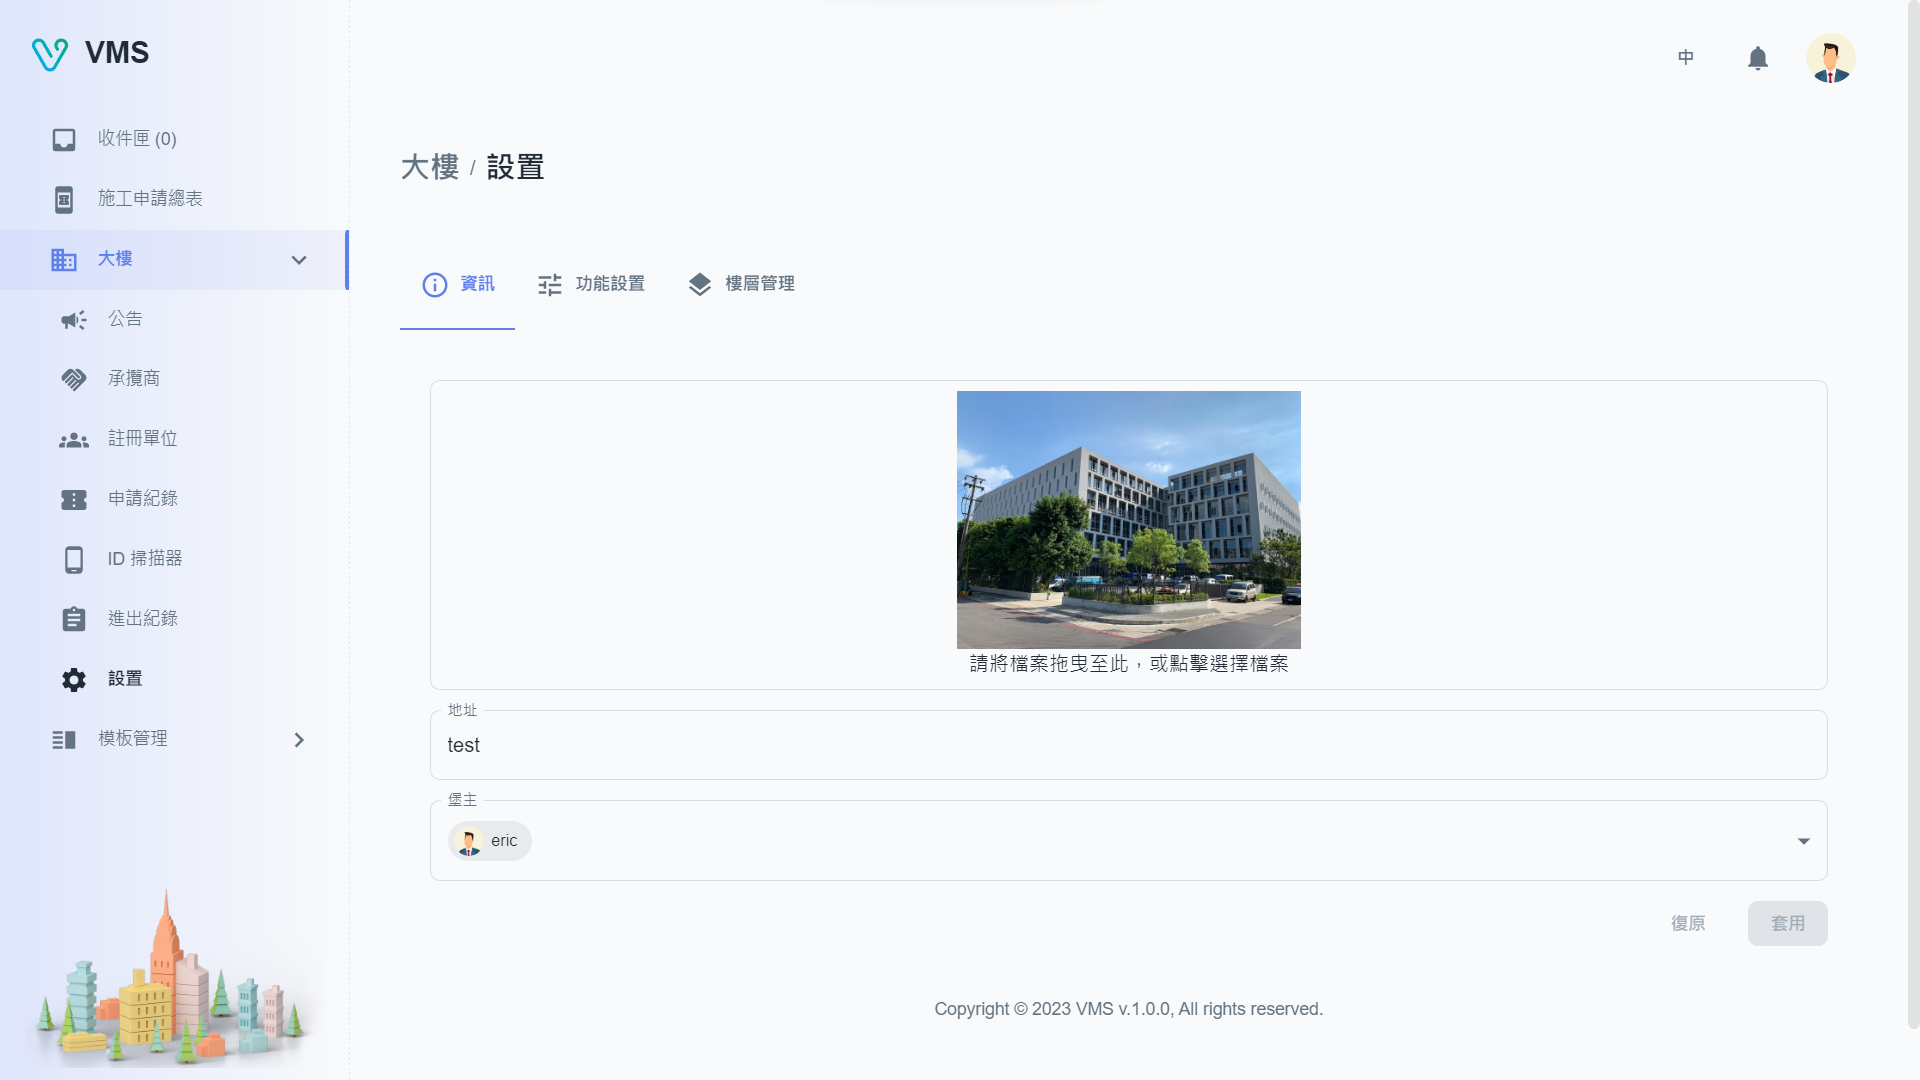 VMS
中
收件匣 (0)
施工申請總表
大樓
公告
承攬商
註冊單位
申請紀錄
ID 掃描器
進出紀錄
設置
模板管理
大樓 / 設置
資訊
功能設置
樓層管理
請將檔案拖曳至此，或點擊選擇檔案
地址
test
堡主
eric
復原
套用
Copyright © 2023 VMS v.1.0.0, All rights reserved.